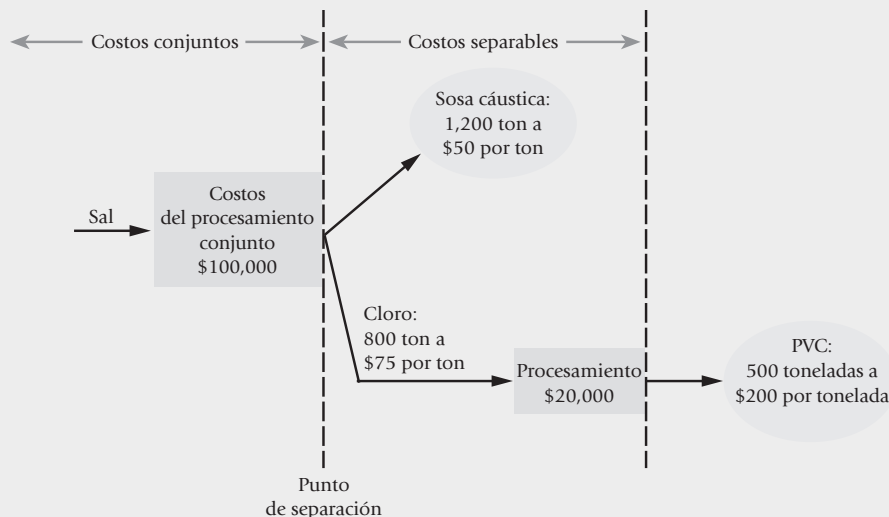 Costos conjuntos
Costos separables
Sosa cáustica:
1,200 ton a
$50 por ton
Sal
Costos
del procesamiento
conjunto
$100,000
Cloro:
800 ton a
$75 por ton
Procesamiento
$20,000
PVC:
500 toneladas a
$200 por tonelada
Punto
de separación